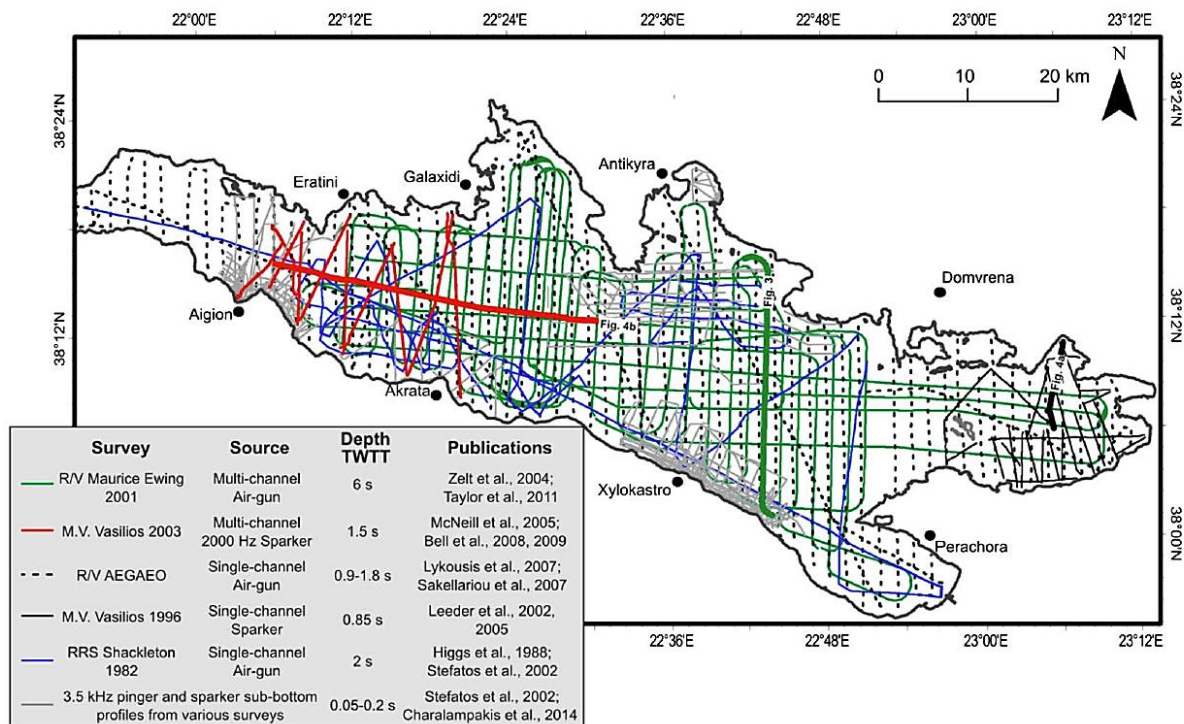 22°00'E 22°12'E 22°24'E 22°36'E 22°48'E 23°00'E 23°12'E
38°24'N
38°24'N
N
0 10 20 km
Antikyra
Galaxidi
Eratini
Domvrena
Fig. 3
Aigion
38°12'N
38°12'N
Fig. 4b
Fig. 4a
Akrata
Xylokastro
38°00'N
Perachora
22°36'E 22°48'E 23°00'E 23°12'E
Survey Source Depth TWTT Publications
R/V Maurice Ewing 2001 Multi-channel Air-gun 6 s Zelt et al., 2004; Taylor et al., 2011
M.V. Vasilios 2003 Multi-channel 2000 Hz Sparker 1.5 s McNeill et al., 2005; Bell et al., 2008, 2009
R/V AEGAEO Single-channel Air-gun 0.9-1.8 s Lykousis et al., 2007; Sakellariou et al., 2007
M.V. Vasilios 1996 Single-channel Sparker 0.85 s Leeder et al., 2002, 2005
RRS Shackleton 1982 Single-channel Air-gun 2 s Higgs et al., 1988; Stefatos et al., 2002
3.5 kHz pinger and sparker sub-bottom profiles from various surveys 0.05-0.2 s Stefatos et al., 2002; Charalampakis et al., 2014